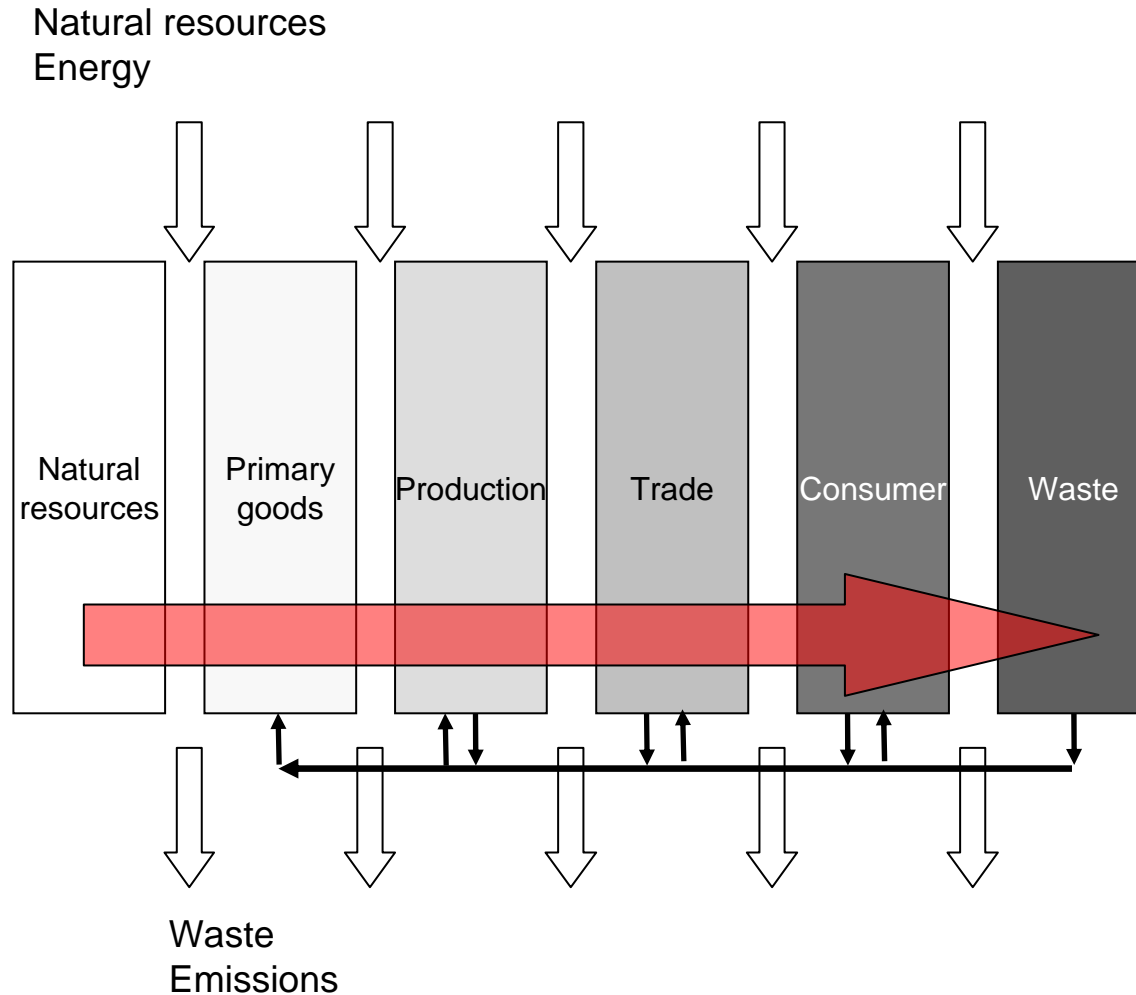 Natural resources
Energy
Natural
resources
Primary
goods
Production
Trade
Consumer
Waste
Waste
Emissions